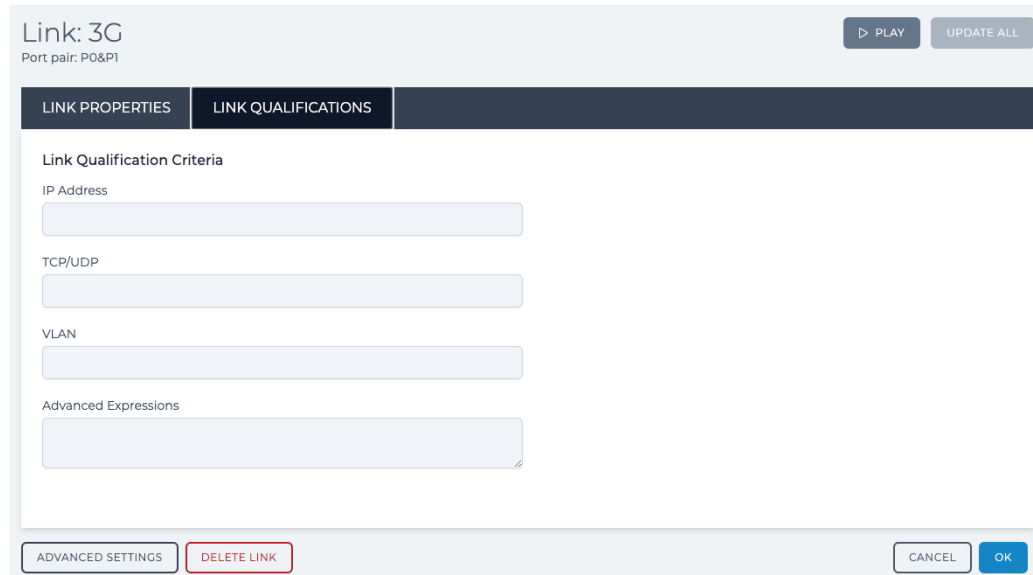 Link: 3G
PLAY
UPDATE ALL
Port pair: P0&P1
LINK PROPERTIES
LINK QUALIFICATIONS
Link Qualification Criteria
IP Address
TCP/UDP
VLAN
Advanced Expressions
ADVANCED SETTINGS
DELETE LINK
CANCEL
OK